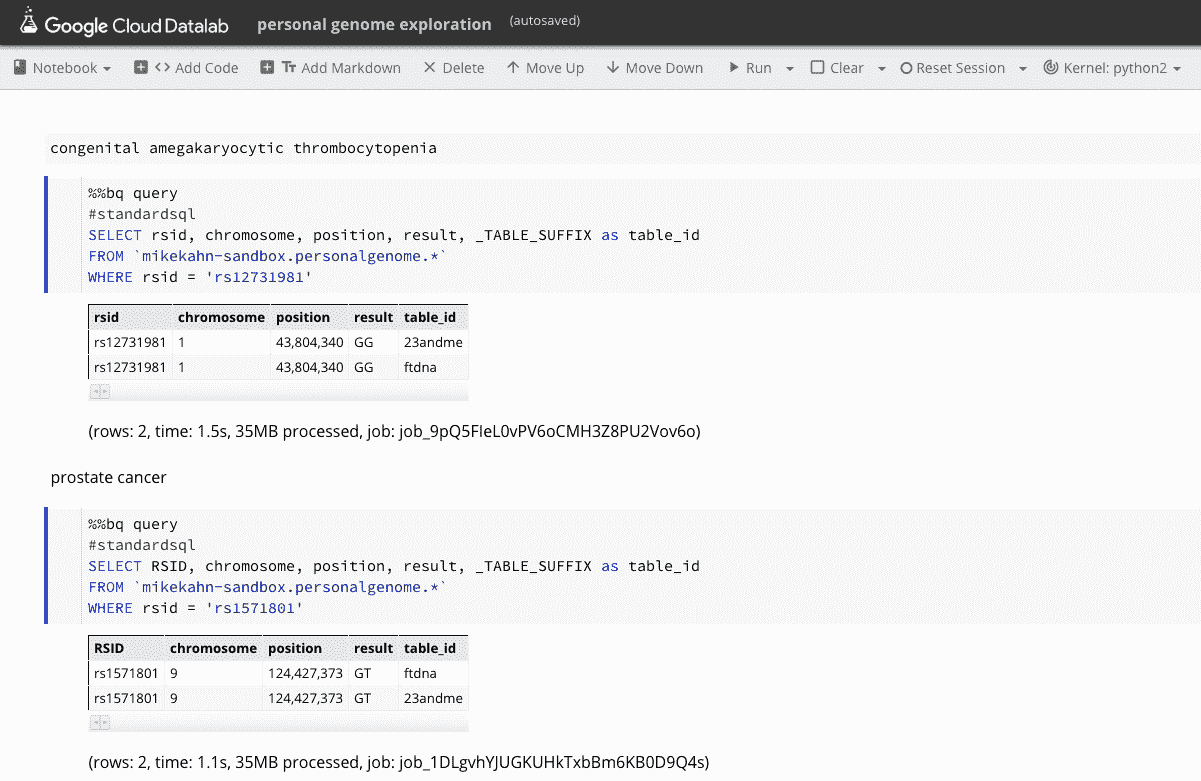 Google Cloud Datalab personal genome exploration (autosaved)
Notebook <> Add Code Tr Add Markdown Delete Move Up Move Down Run Clear Reset Session Kernel: python2
congenital amegakaryocytic thrombocytopenia
%%bq query
#standardsql
SELECT rsid, chromosome, position, result, _TABLE_SUFFIX as table_id
FROM `mikekahn-sandbox.personalgenome.*`
WHERE rsid = 'rs12731981'
rsid chromosome position result table_id
rs12731981 1 43,804,340 GG 23andme
rs12731981 1 43,804,340 GG ftdna
(rows: 2, time: 1.5s, 35MB processed, job: job_9pQ5FIeL0vPV6oCMH3Z8PU2Vov6o)
prostate cancer
%%bq query
#standardsql
SELECT RSID, chromosome, position, result, _TABLE_SUFFIX as table_id
FROM `mikekahn-sandbox.personalgenome.*`
WHERE rsid = 'rs1571801'
RSID chromosome position result table_id
rs1571801 9 124,427,373 GT ftdna
rs1571801 9 124,427,373 GT 23andme
(rows: 2, time: 1.1s, 35MB processed, job: job_1DLgvhYJUGKUHkTxbBm6KB0D9Q4s)